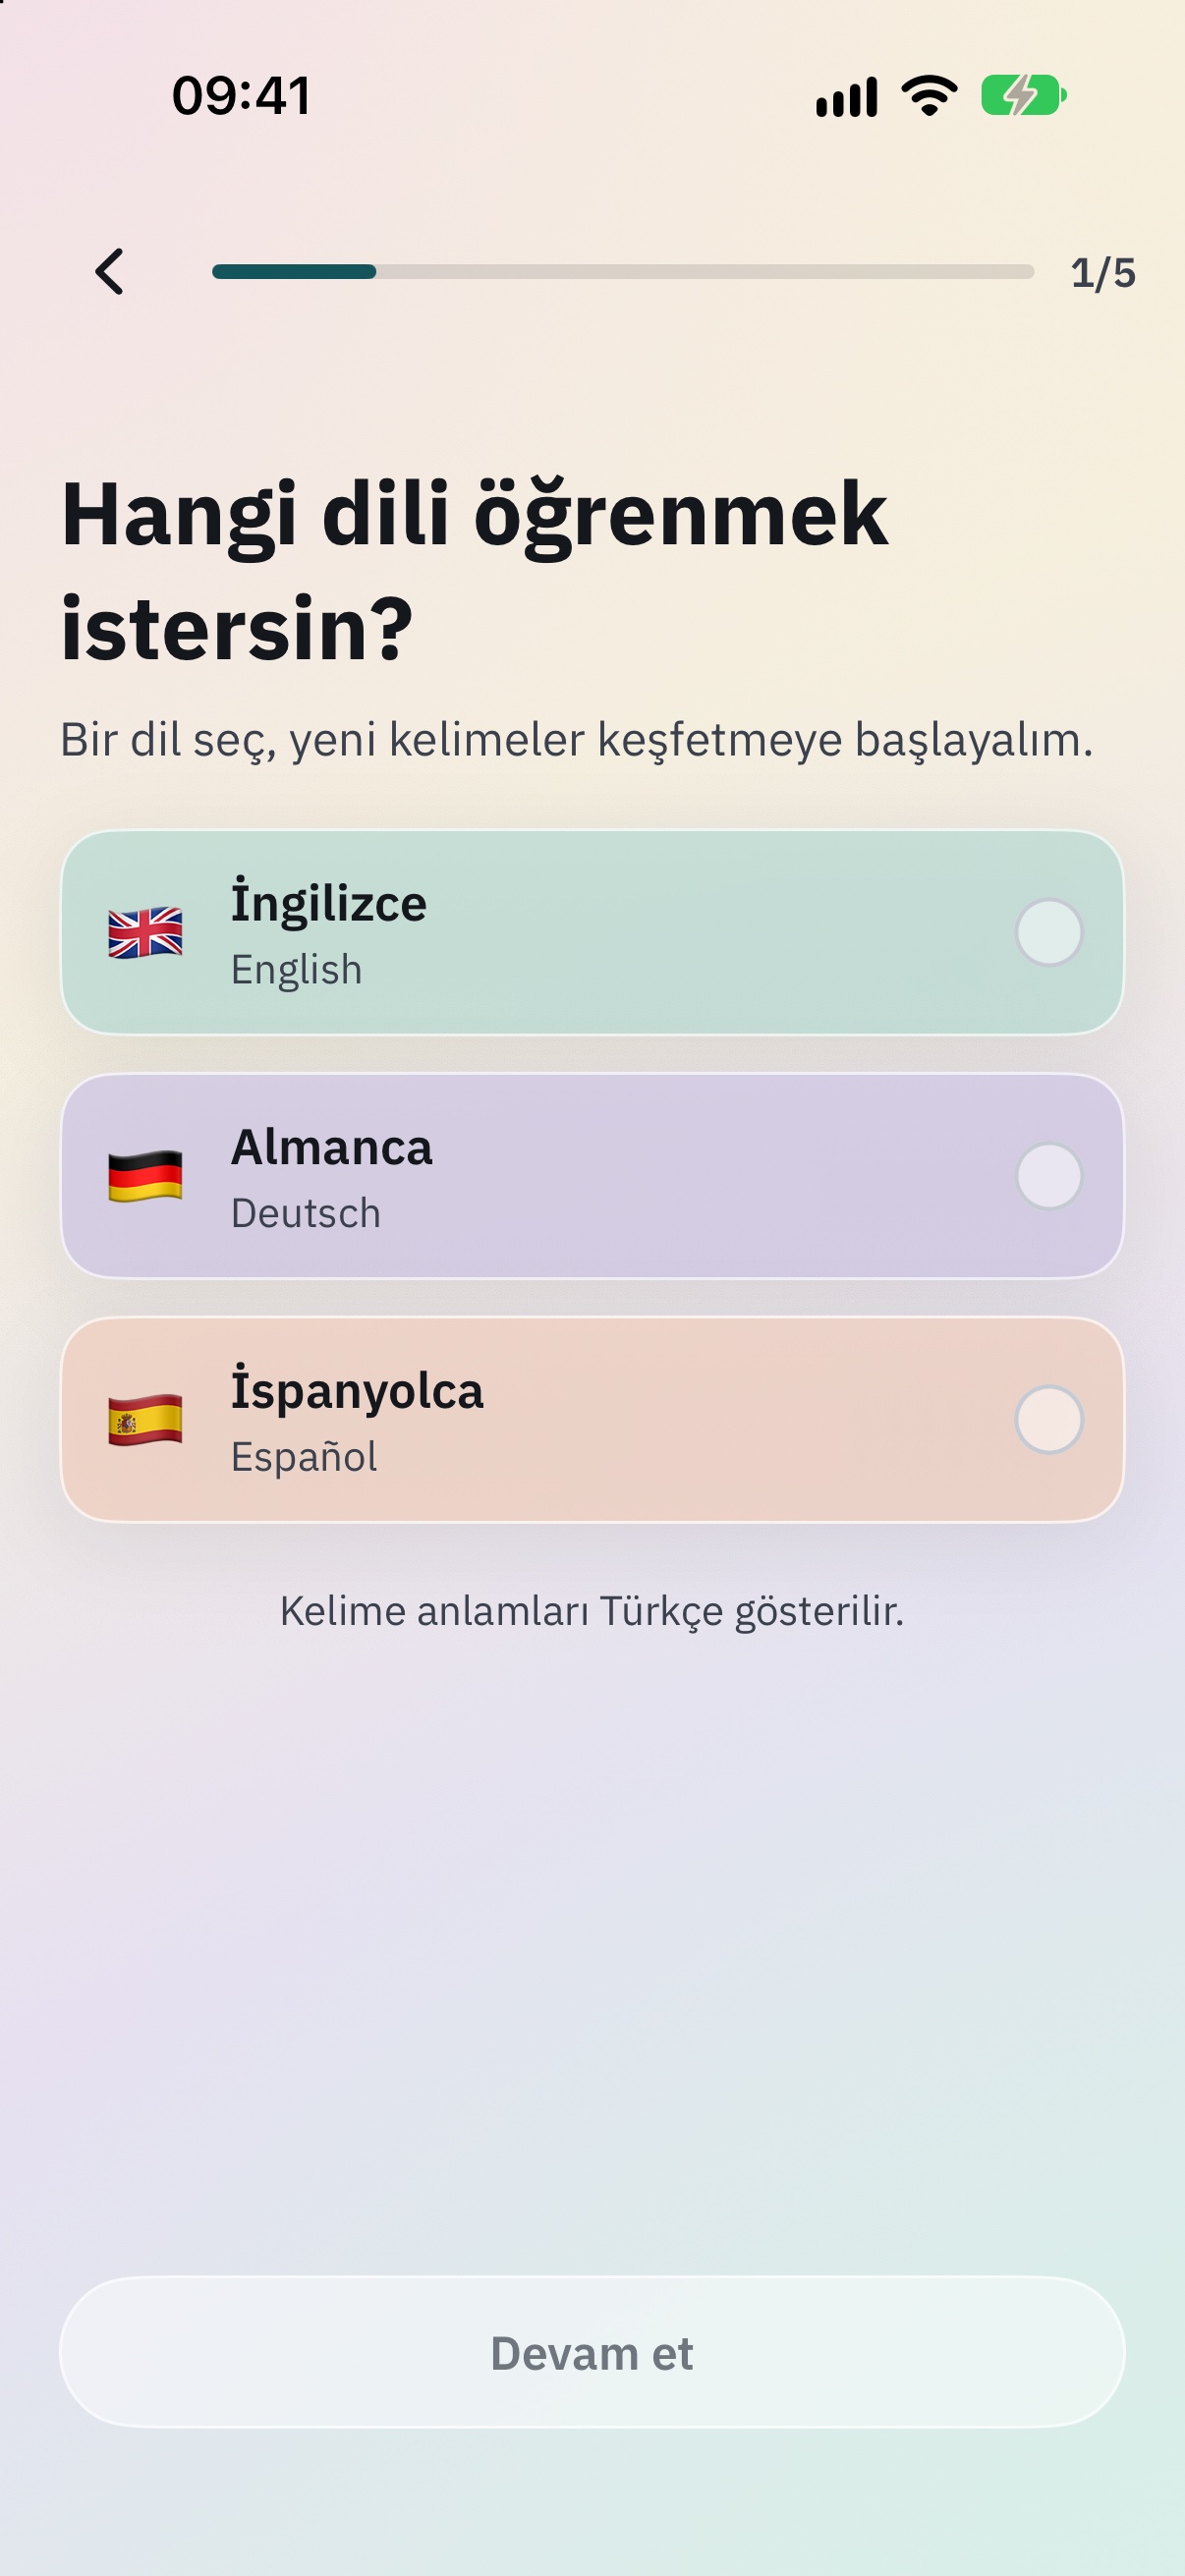 09:41
1/5
Hangi dili öğrenmek
istersin?
Bir dil seç, yeni kelimeler keşfetmeye başlayalım.
İngilizce
English
Almanca
Deutsch
İspanyolca
Español
Kelime anlamları Türkçe gösterilir.
Devam et